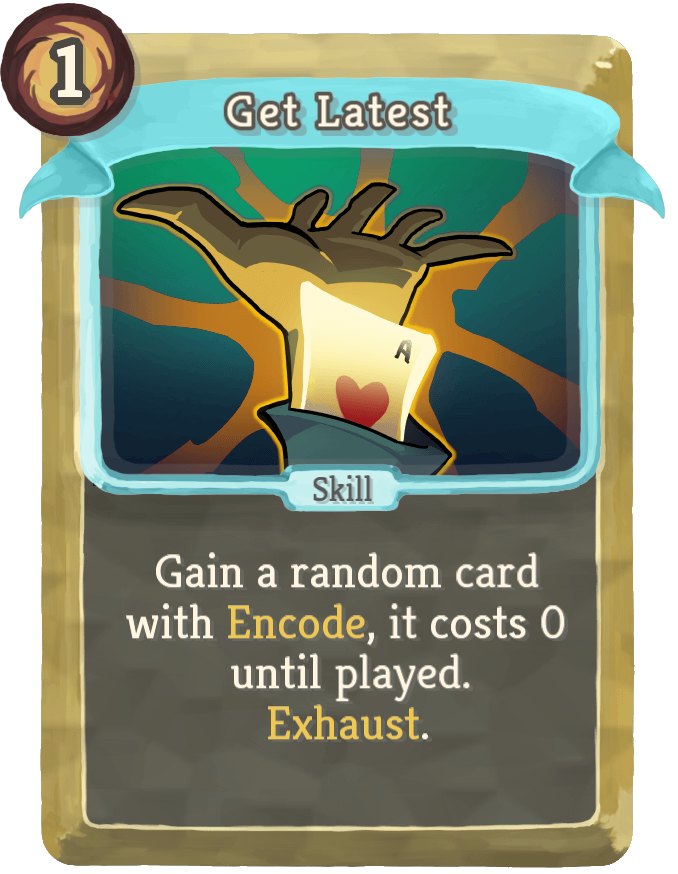 1
Get Latest
A
Skill
Gain a random card
with Encode, it costs 0
until played.
Exhaust.